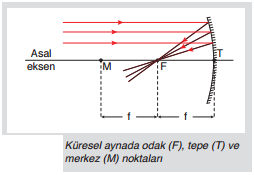 Asal
eksen
M
F
T
f
f
Küresel aynada odak (F), tepe (T) ve
merkez (M) noktaları